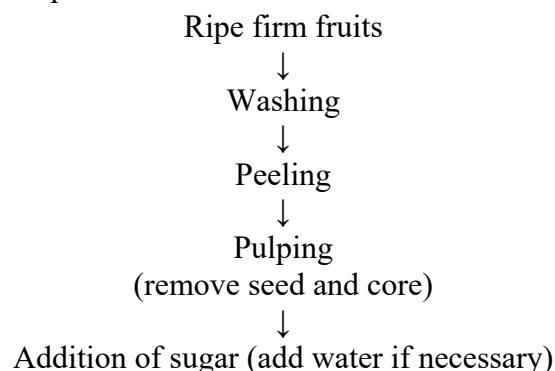 Ripe firm fruits
↓
Washing
↓
Peeling
↓
Pulping
(remove seed and core)
↓
Addition of sugar (add water if necessary)